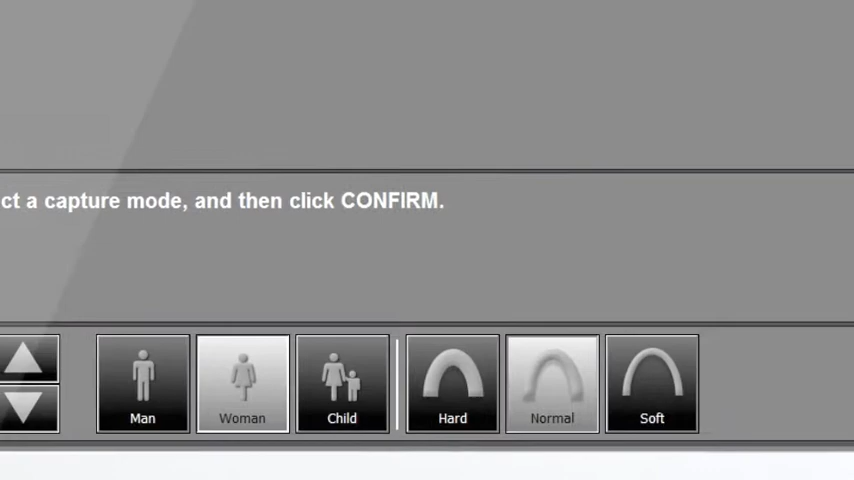 ct a capture mode, and then click CONFIRM.
Man Woman Child Hard Normal Soft